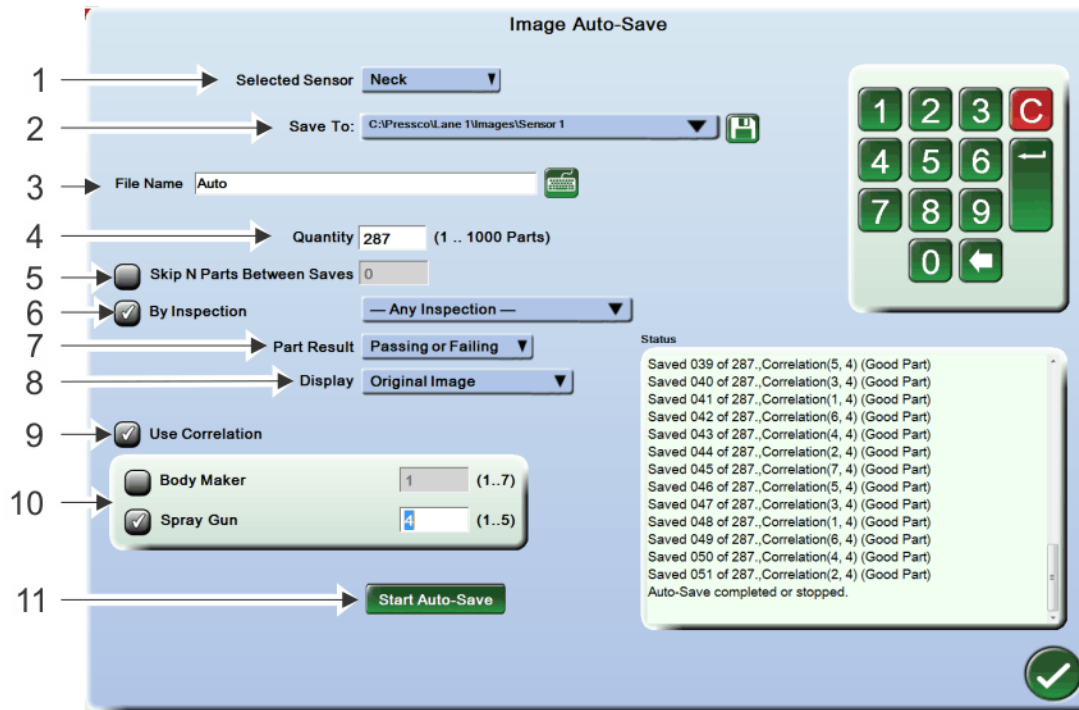 Image Auto-Save
1 Selected Sensor Neck
2 Save To: C:\Pressco\Lane 1\Images\Sensor 1
3 File Name Auto
4 Quantity 287 (1 .. 1000 Parts)
5 Skip N Parts Between Saves 0
6 By Inspection — Any Inspection —
7 Part Result Passing or Failing
8 Display Original Image
9 Use Correlation
10 Body Maker 1 (1..7)
Spray Gun 4 (1..5)
11 Start Auto-Save
1 2 3 C
4 5 6
7 8 9
0
Status
Saved 039 of 287.,Correlation(5, 4) (Good Part)
Saved 040 of 287.,Correlation(3, 4) (Good Part)
Saved 041 of 287.,Correlation(1, 4) (Good Part)
Saved 042 of 287.,Correlation(6, 4) (Good Part)
Saved 043 of 287.,Correlation(4, 4) (Good Part)
Saved 044 of 287.,Correlation(2, 4) (Good Part)
Saved 045 of 287.,Correlation(7, 4) (Good Part)
Saved 046 of 287.,Correlation(5, 4) (Good Part)
Saved 047 of 287.,Correlation(3, 4) (Good Part)
Saved 048 of 287.,Correlation(1, 4) (Good Part)
Saved 049 of 287.,Correlation(6, 4) (Good Part)
Saved 050 of 287.,Correlation(4, 4) (Good Part)
Saved 051 of 287.,Correlation(2, 4) (Good Part)
Auto-Save completed or stopped.